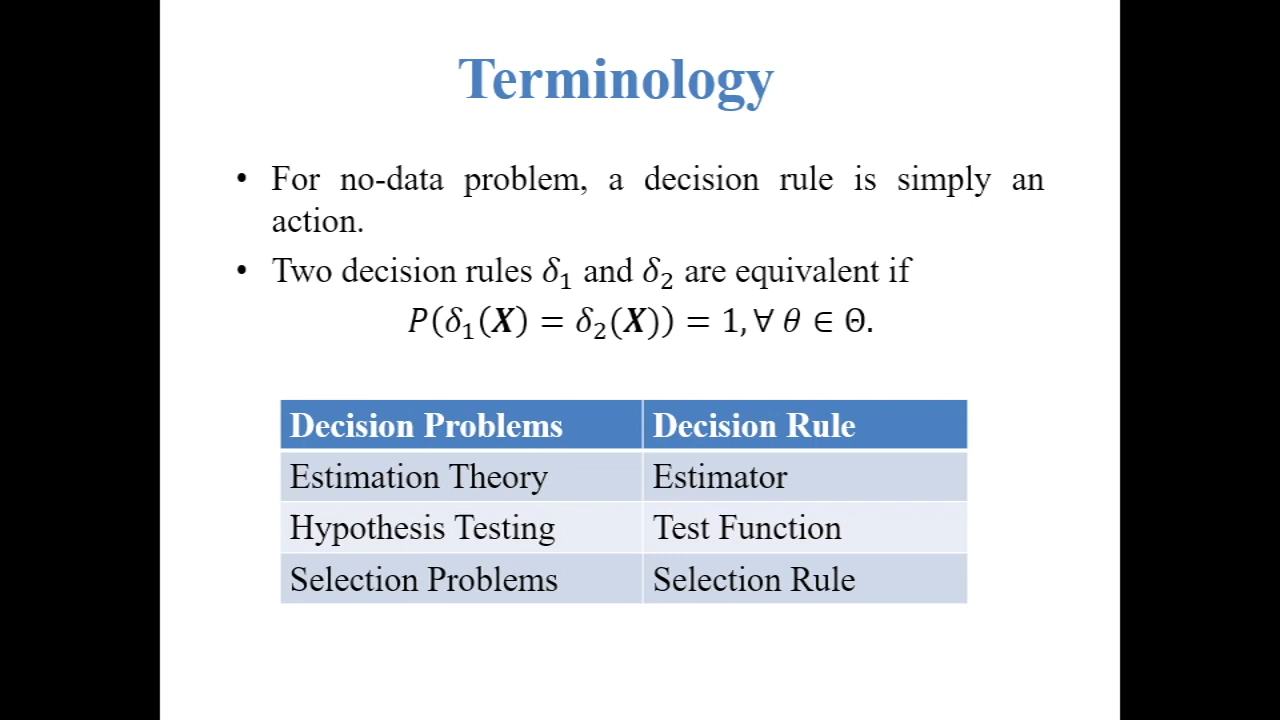 Terminology
• For no-data problem, a decision rule is simply an
action.
• Two decision rules δ₁ and δ₂ are equivalent if
P(δ₁(X) = δ₂(X)) = 1, ∀ θ ∈ Θ.
Decision Problems Decision Rule
Estimation Theory Estimator
Hypothesis Testing Test Function
Selection Problems Selection Rule